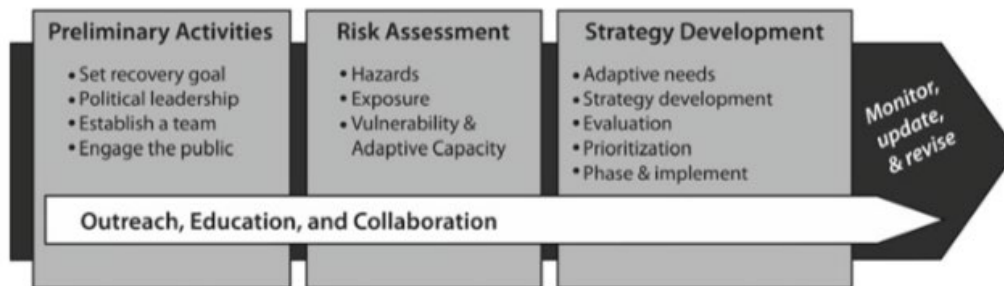 Preliminary Activities
• Set recovery goal
• Political leadership
• Establish a team
• Engage the public
Risk Assessment
• Hazards
• Exposure
• Vulnerability &
Adaptive Capacity
Strategy Development
• Adaptive needs
• Strategy development
• Evaluation
• Prioritization
• Phase & implement
Monitor,
update,
& revise
Outreach, Education, and Collaboration